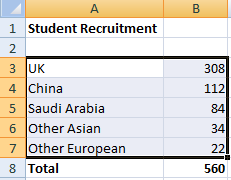 A B
1 Student Recruitment
2
3 UK 308
4 China 112
5 Saudi Arabia 84
6 Other Asian 34
7 Other European 22
8 Total 560